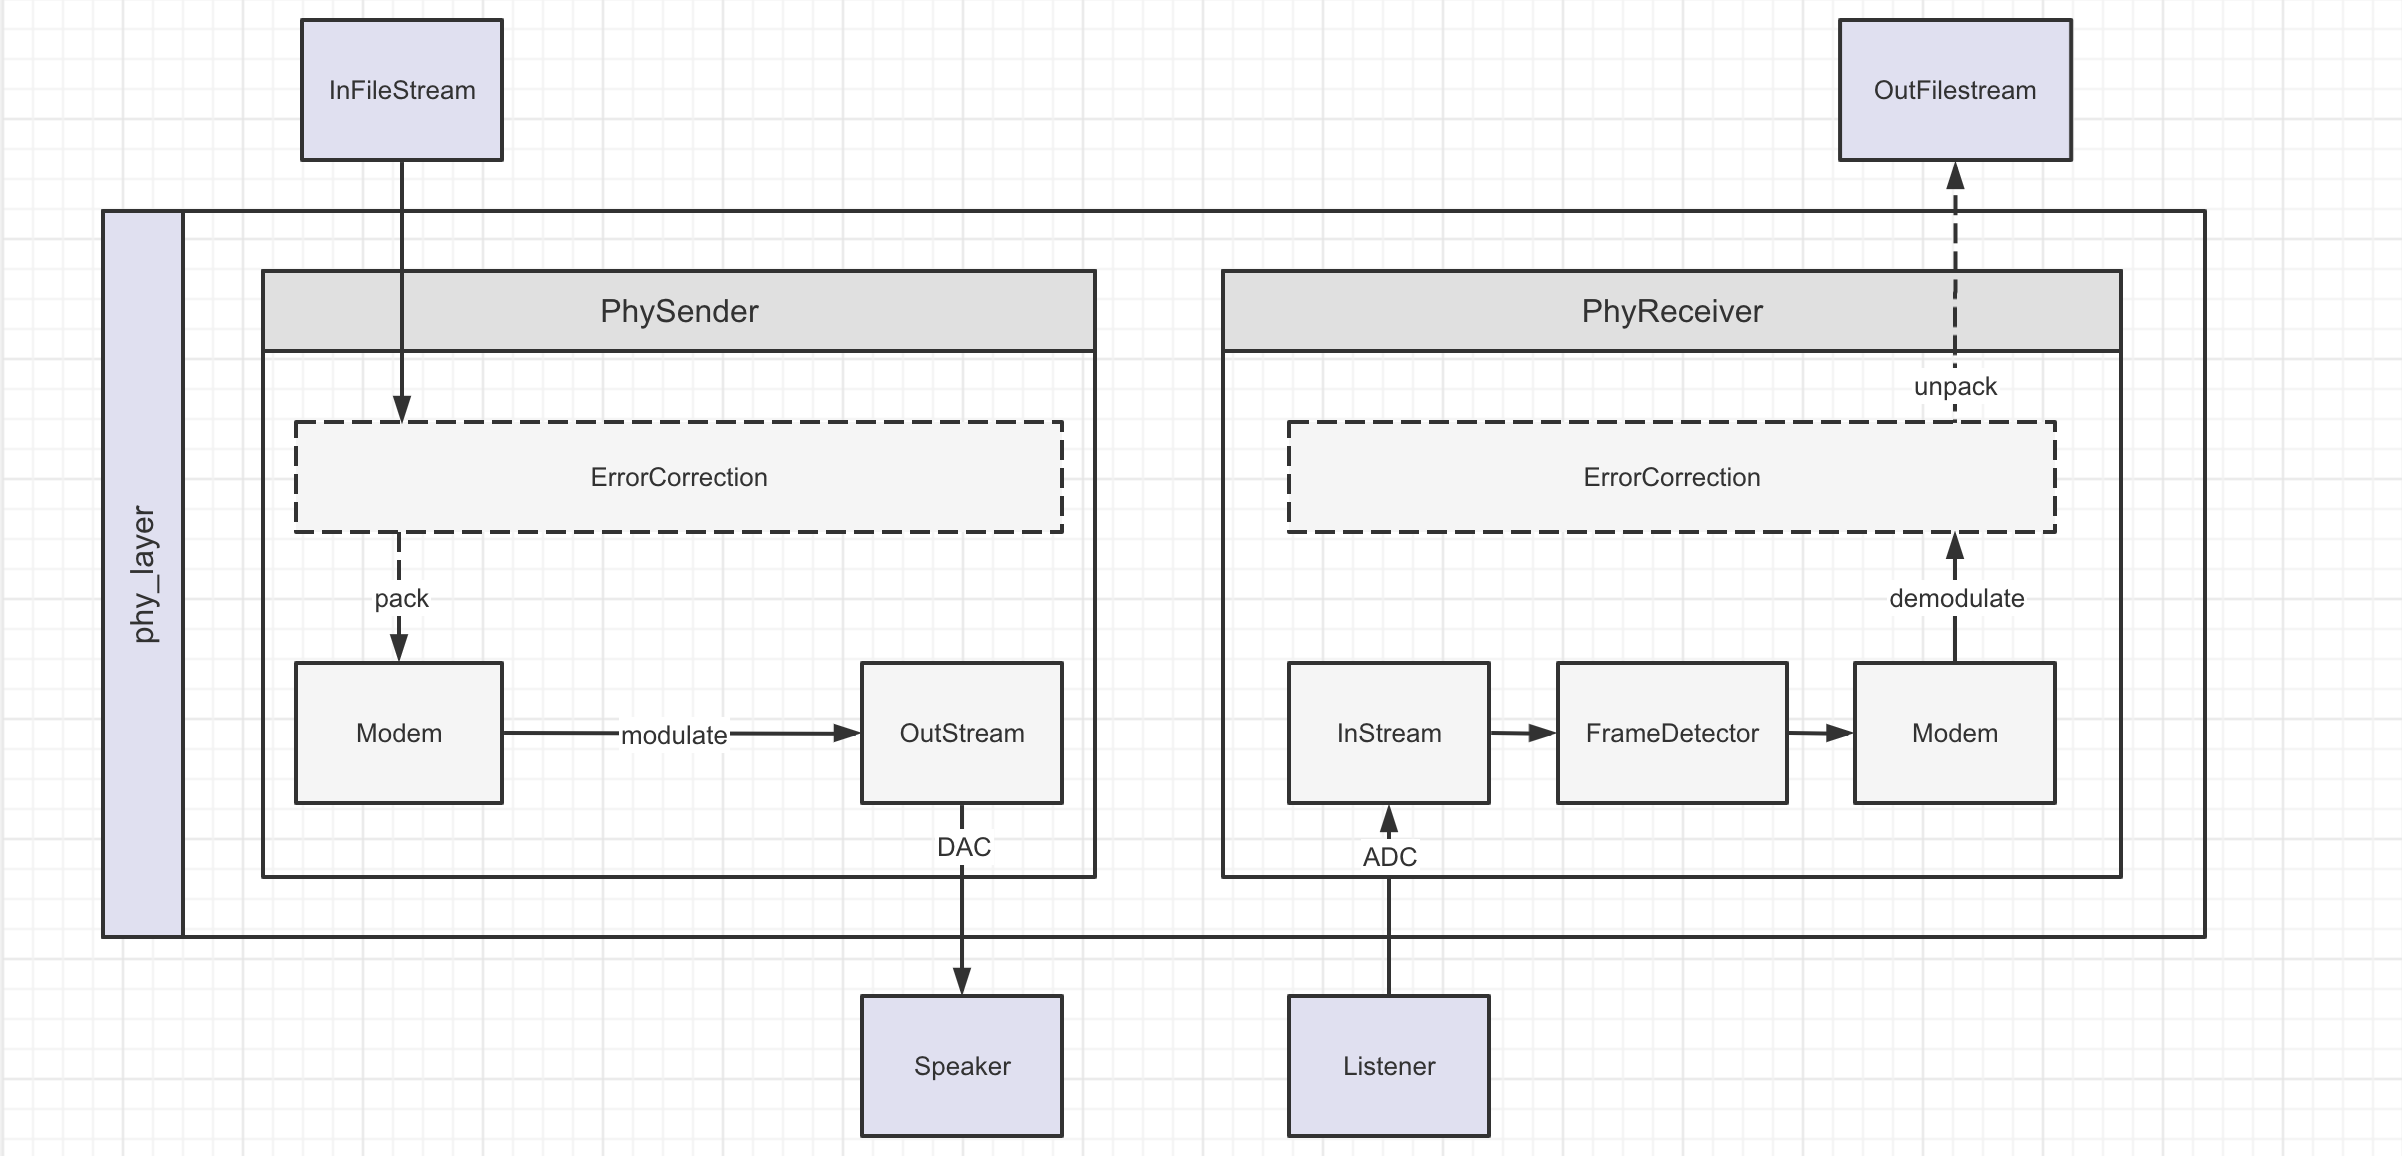 InFileStream
OutFilestream
phy_layer
PhySender
PhyReceiver
unpack
ErrorCorrection
ErrorCorrection
pack
demodulate
Modem
modulate
OutStream
InStream
FrameDetector
Modem
DAC
ADC
Speaker
Listener